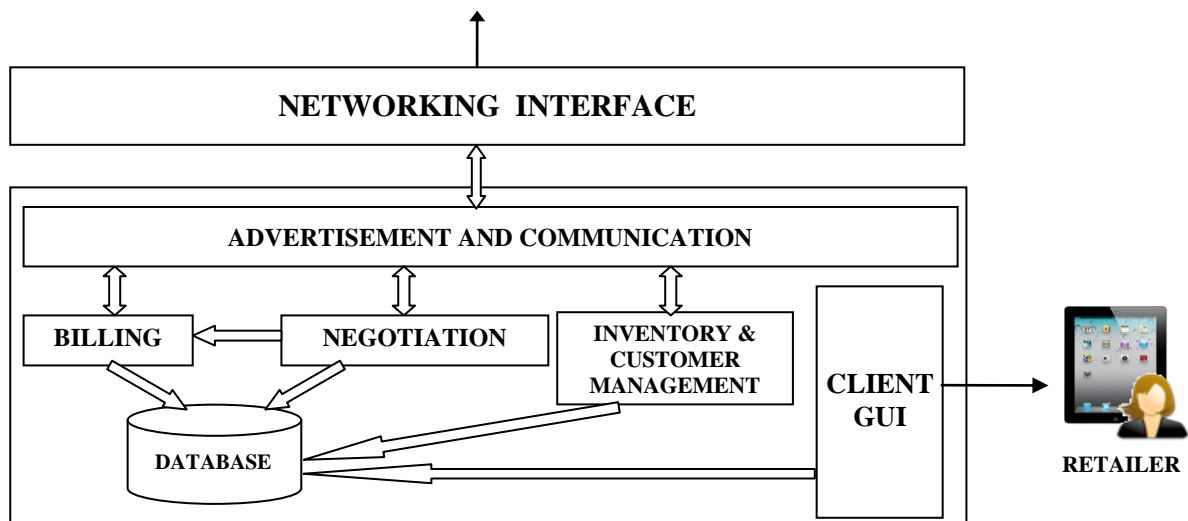 NETWORKING INTERFACE
ADVERTISEMENT AND COMMUNICATION
BILLING
NEGOTIATION
INVENTORY &
CUSTOMER
MANAGEMENT
CLIENT
GUI
DATABASE
RETAILER